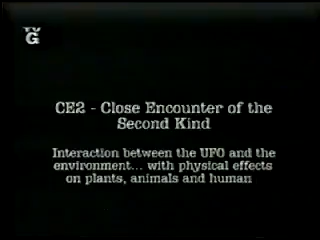 TV
G
CE2 - Close Encounter of the
Second Kind
Interaction between the UFO and the
environment... with physical effects
on plants, animals and human